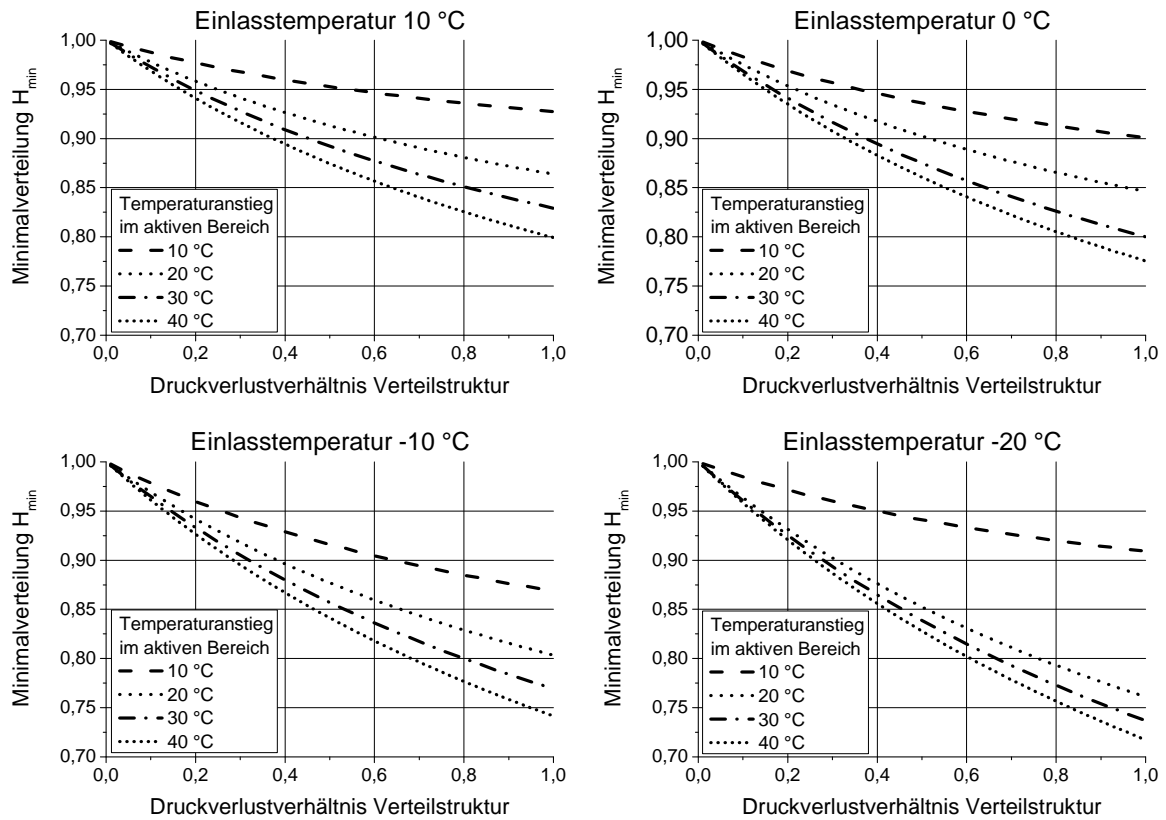 Einlasstemperatur 10 °C
Minimalverteilung H_min
1,00
0,95
0,90
0,85
0,80
0,75
0,70
Temperaturanstieg
im aktiven Bereich
10 °C
20 °C
30 °C
40 °C
0,0 0,2 0,4 0,6 0,8 1,0
Druckverlustverhältnis Verteilstruktur
Einlasstemperatur 0 °C
Minimalverteilung H_min
1,00
0,95
0,90
0,85
0,80
0,75
0,70
Temperaturanstieg
im aktiven Bereich
10 °C
20 °C
30 °C
40 °C
0,0 0,2 0,4 0,6 0,8 1,0
Druckverlustverhältnis Verteilstruktur
Einlasstemperatur -10 °C
Minimalverteilung H_min
1,00
0,95
0,90
0,85
0,80
0,75
0,70
Temperaturanstieg
im aktiven Bereich
10 °C
20 °C
30 °C
40 °C
0,0 0,2 0,4 0,6 0,8 1,0
Druckverlustverhältnis Verteilstruktur
Einlasstemperatur -20 °C
Minimalverteilung H_min
1,00
0,95
0,90
0,85
0,80
0,75
0,70
Temperaturanstieg
im aktiven Bereich
10 °C
20 °C
30 °C
40 °C
0,0 0,2 0,4 0,6 0,8 1,0
Druckverlustverhältnis Verteilstruktur